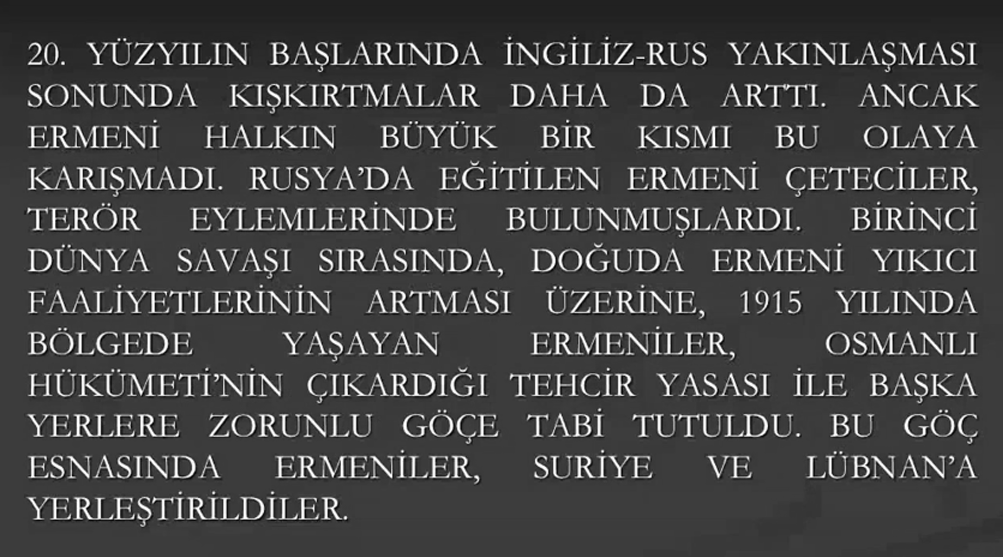 20. YÜZYILIN BAŞLARINDA İNGİLİZ-RUS YAKINLAŞMASI
SONUNDA KIŞKIRTMALAR DAHA DA ARTTI. ANCAK
ERMENİ HALKIN BÜYÜK BİR KISMI BU OLAYA
KARIŞMADI. RUSYA’DA EĞİTİLEN ERMENİ ÇETECİLER,
TERÖR EYLEMLERİNDE BULUNMUŞLARDI. BİRİNCİ
DÜNYA SAVAŞI SIRASINDA, DOĞUDA ERMENİ YIKICI
FAALİYETLERİNİN ARTMASI ÜZERİNE, 1915 YILINDA
BÖLGEDE YAŞAYAN ERMENİLER, OSMANLI
HÜKÜMETİ’NİN ÇIKARDIĞI TEHCİR YASASI İLE BAŞKA
YERLERE ZORUNLU GÖÇE TABİ TUTULDU. BU GÖÇ
ESNASINDA ERMENİLER, SURİYE VE LÜBNAN’A
YERLEŞTİRİLDİLER.